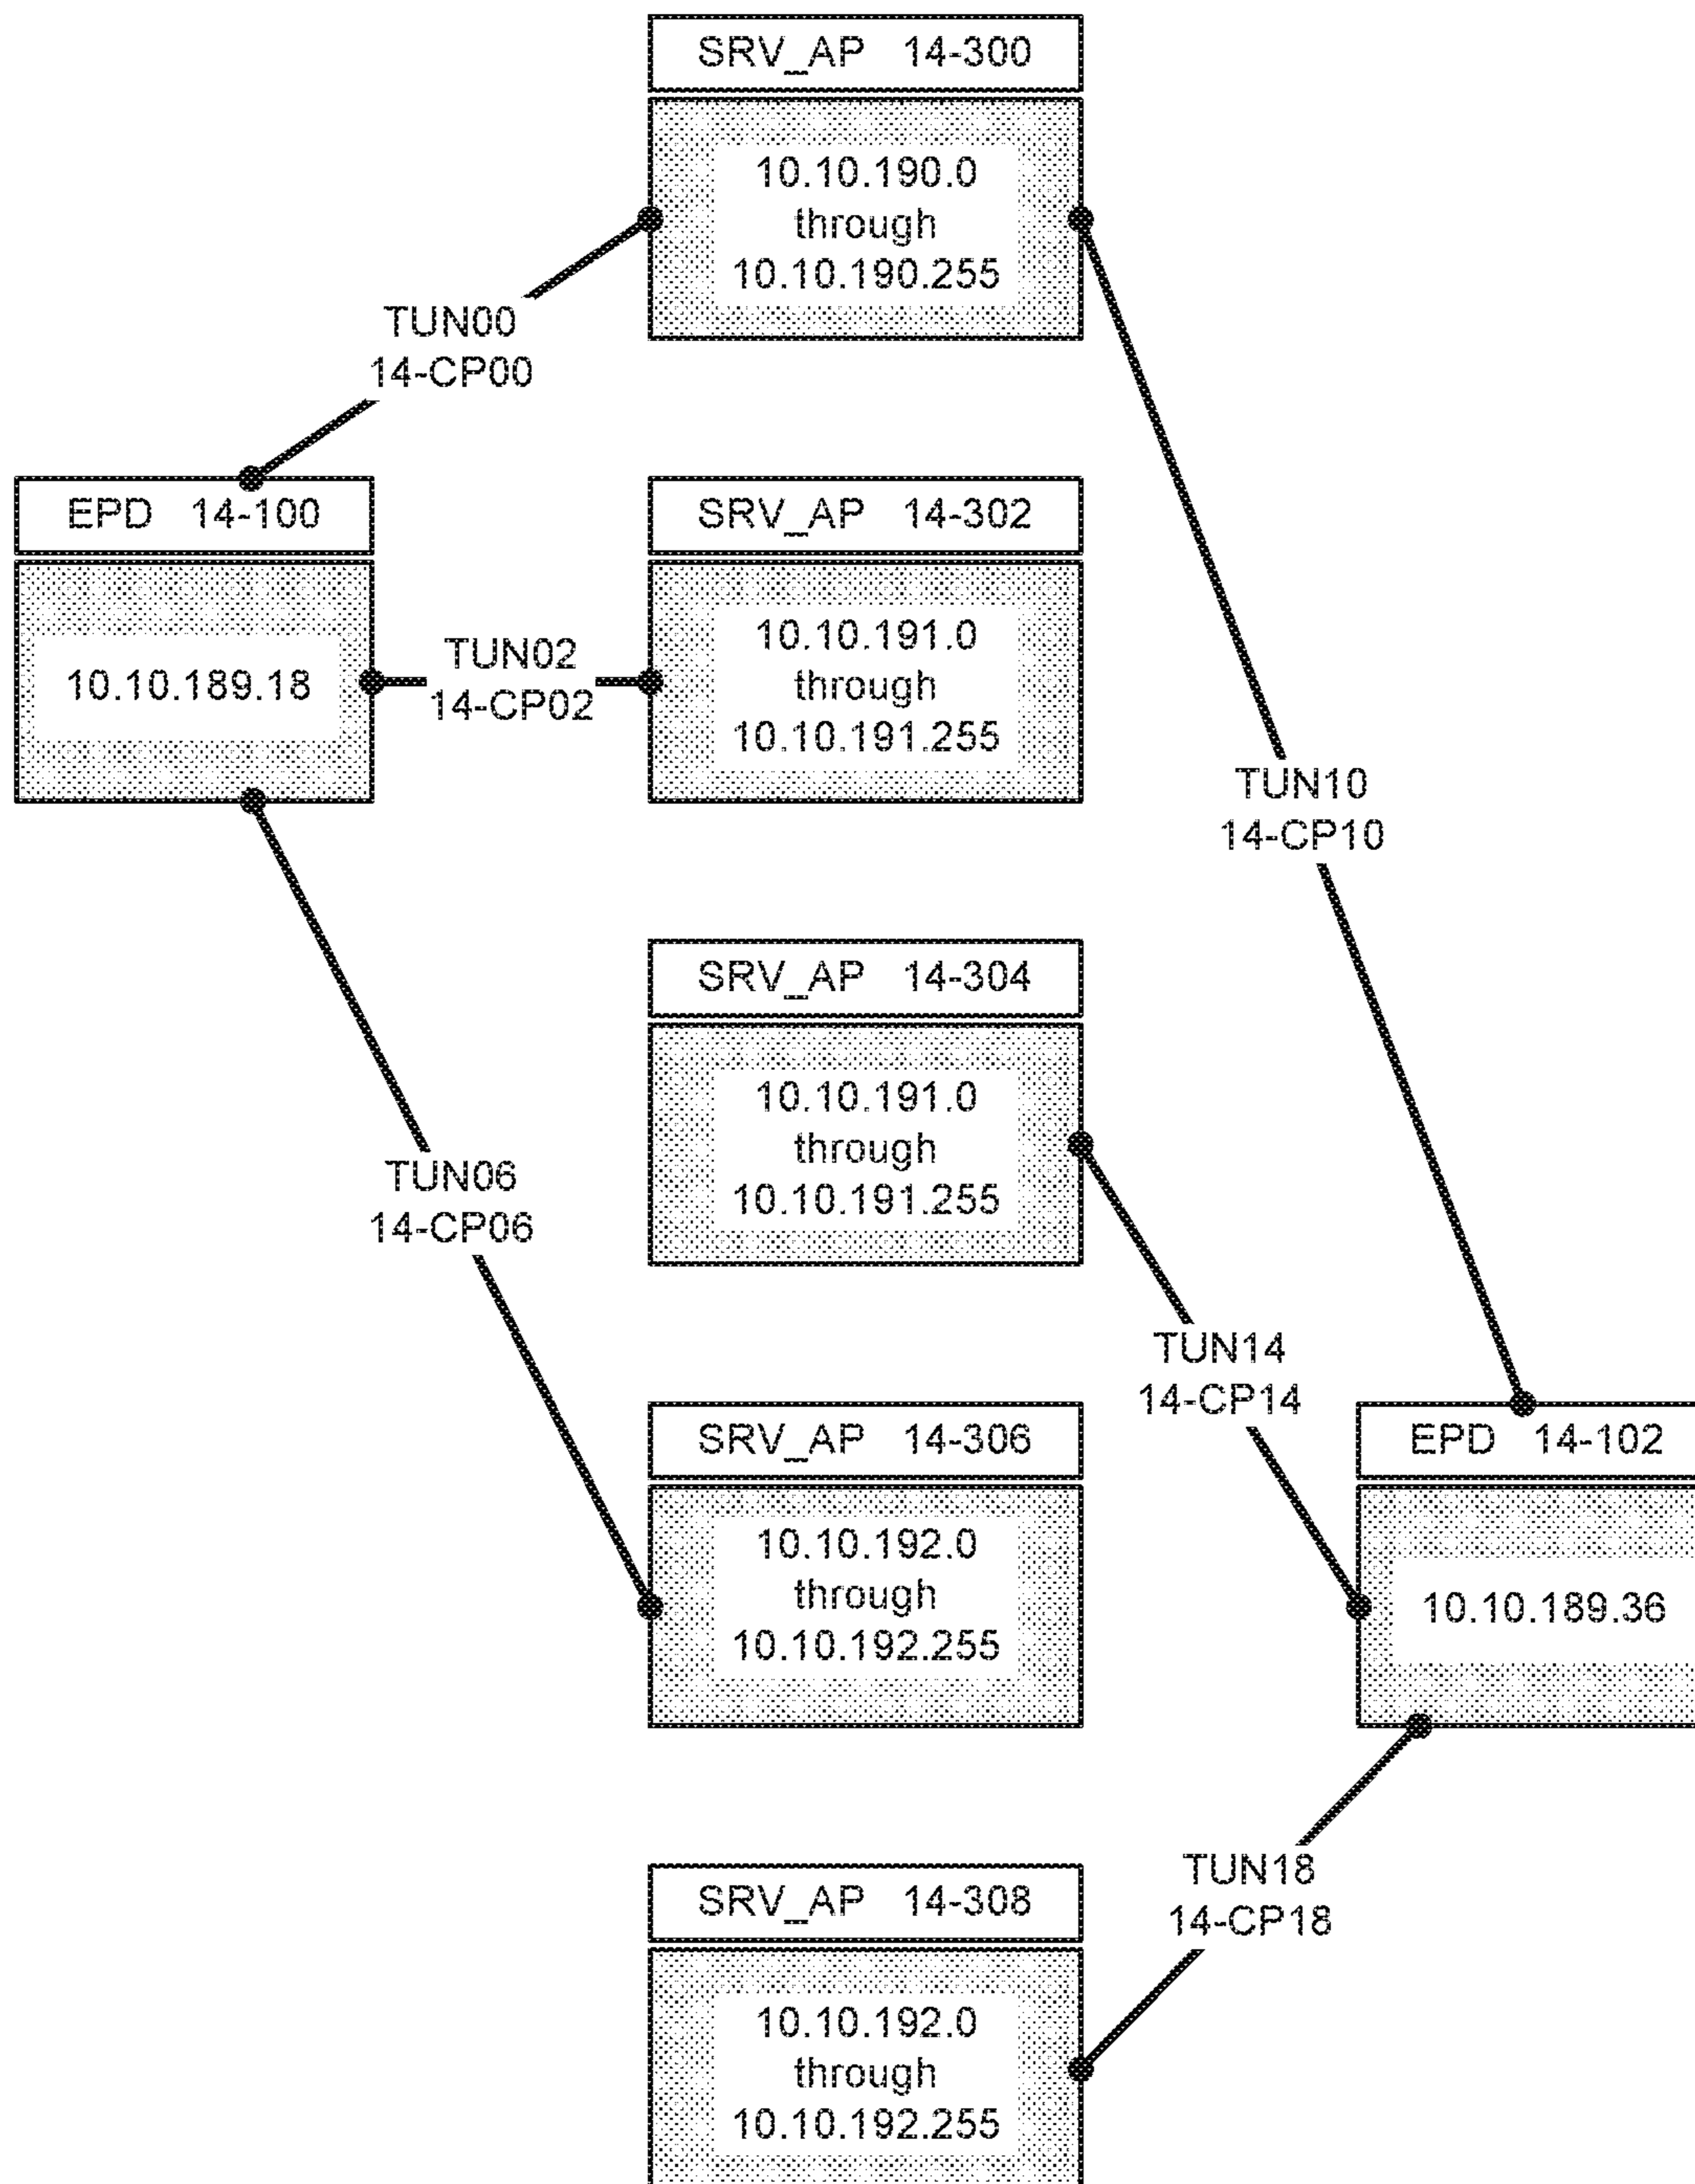 SRV_AP 14-300
10.10.190.0
through
10.10.190.255
TUN00
14-CP00
EPD 14-100
10.10.189.18
TUN02
14-CP02
SRV_AP 14-302
10.10.191.0
through
10.10.191.255
TUN10
14-CP10
SRV_AP 14-304
10.10.191.0
through
10.10.191.255
TUN06
14-CP06
TUN14
14-CP14
SRV_AP 14-306
10.10.192.0
through
10.10.192.255
EPD 14-102
10.10.189.36
TUN18
14-CP18
SRV_AP 14-308
10.10.192.0
through
10.10.192.255